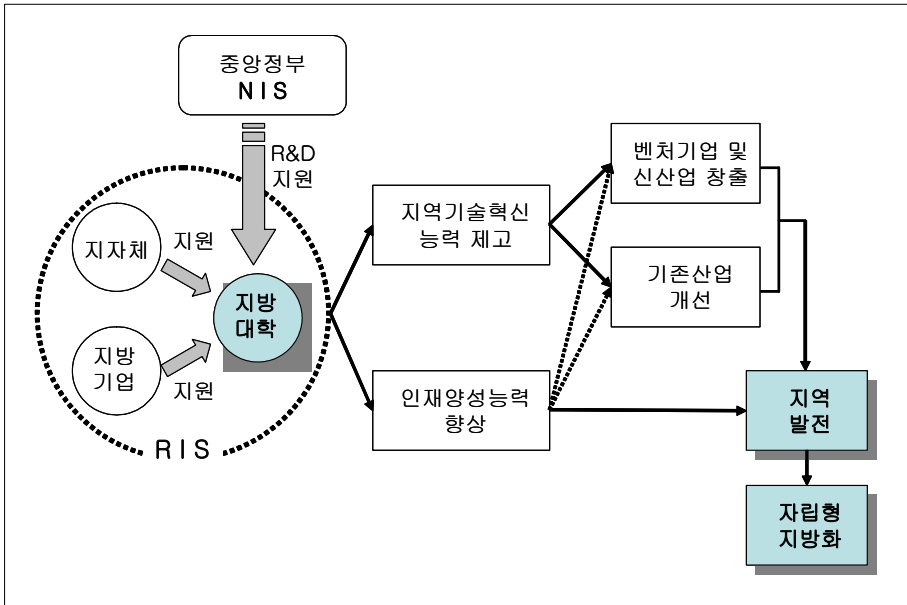 중앙정부
NIS
R&D
지원
지자체
지원
지방
대학
지방
기업
지원
RIS
지역기술혁신
능력 제고
인재양성능력
향상
벤처기업 및
신산업 창출
기존산업
개선
지역
발전
자립형
지방화